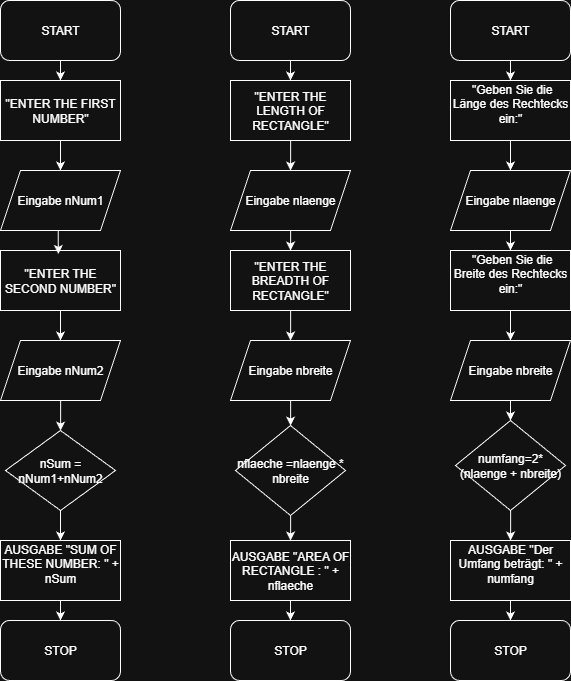 START
"ENTER THE FIRST
NUMBER"
Eingabe nNum1
"ENTER THE
SECOND NUMBER"
Eingabe nNum2
nSum =
nNum1+nNum2
AUSGABE "SUM OF
THESE NUMBER: " +
nSum
STOP
START
"ENTER THE
LENGTH OF
RECTANGLE"
Eingabe nlaenge
"ENTER THE
BREADTH OF
RECTANGLE"
Eingabe nbreite
nflaeche =nlaenge *
nbreite
AUSGABE "AREA OF
RECTANGLE : " +
nflaeche
STOP
START
"Geben Sie die
Länge des Rechtecks
ein:"
Eingabe nlaenge
"Geben Sie die
Breite des Rechtecks
ein:"
Eingabe nbreite
numfang=2*
(nlaenge + nbreite)
AUSGABE "Der
Umfang beträgt: " +
numfang
STOP